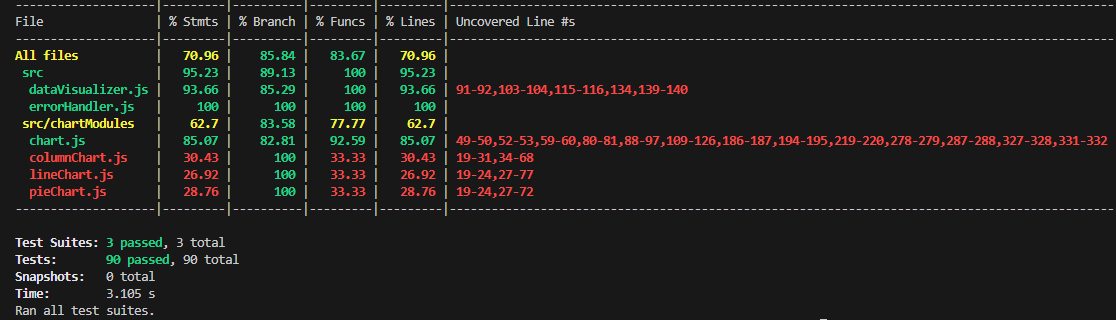 --------------------|---------|----------|---------|---------|-----------------------------------------------------------------------------------------------
File                | % Stmts | % Branch | % Funcs | % Lines | Uncovered Line #s
--------------------|---------|----------|---------|---------|-----------------------------------------------------------------------------------------------
All files           |   70.96 |    85.84 |   83.67 |   70.96 |
 src                |   95.23 |    89.13 |     100 |   95.23 |
  dataVisualizer.js |   93.66 |    85.29 |     100 |   93.66 | 91-92,103-104,115-116,134,139-140
  errorHandler.js   |     100 |      100 |     100 |     100 |
 src/chartModules   |    62.7 |    83.58 |   77.77 |    62.7 |
  chart.js          |   85.07 |    82.81 |   92.59 |   85.07 | 49-50,52-53,59-60,80-81,88-97,109-126,186-187,194-195,219-220,278-279,287-288,327-328,331-332
  columnChart.js    |   30.43 |      100 |   33.33 |   30.43 | 19-31,34-68
  lineChart.js      |   26.92 |      100 |   33.33 |   26.92 | 19-24,27-77
  pieChart.js       |   28.76 |      100 |   33.33 |   28.76 | 19-24,27-72
--------------------|---------|----------|---------|---------|-----------------------------------------------------------------------------------------------
Test Suites: 3 passed, 3 total
Tests:       90 passed, 90 total
Snapshots:   0 total
Time:        3.105 s
Ran all test suites.